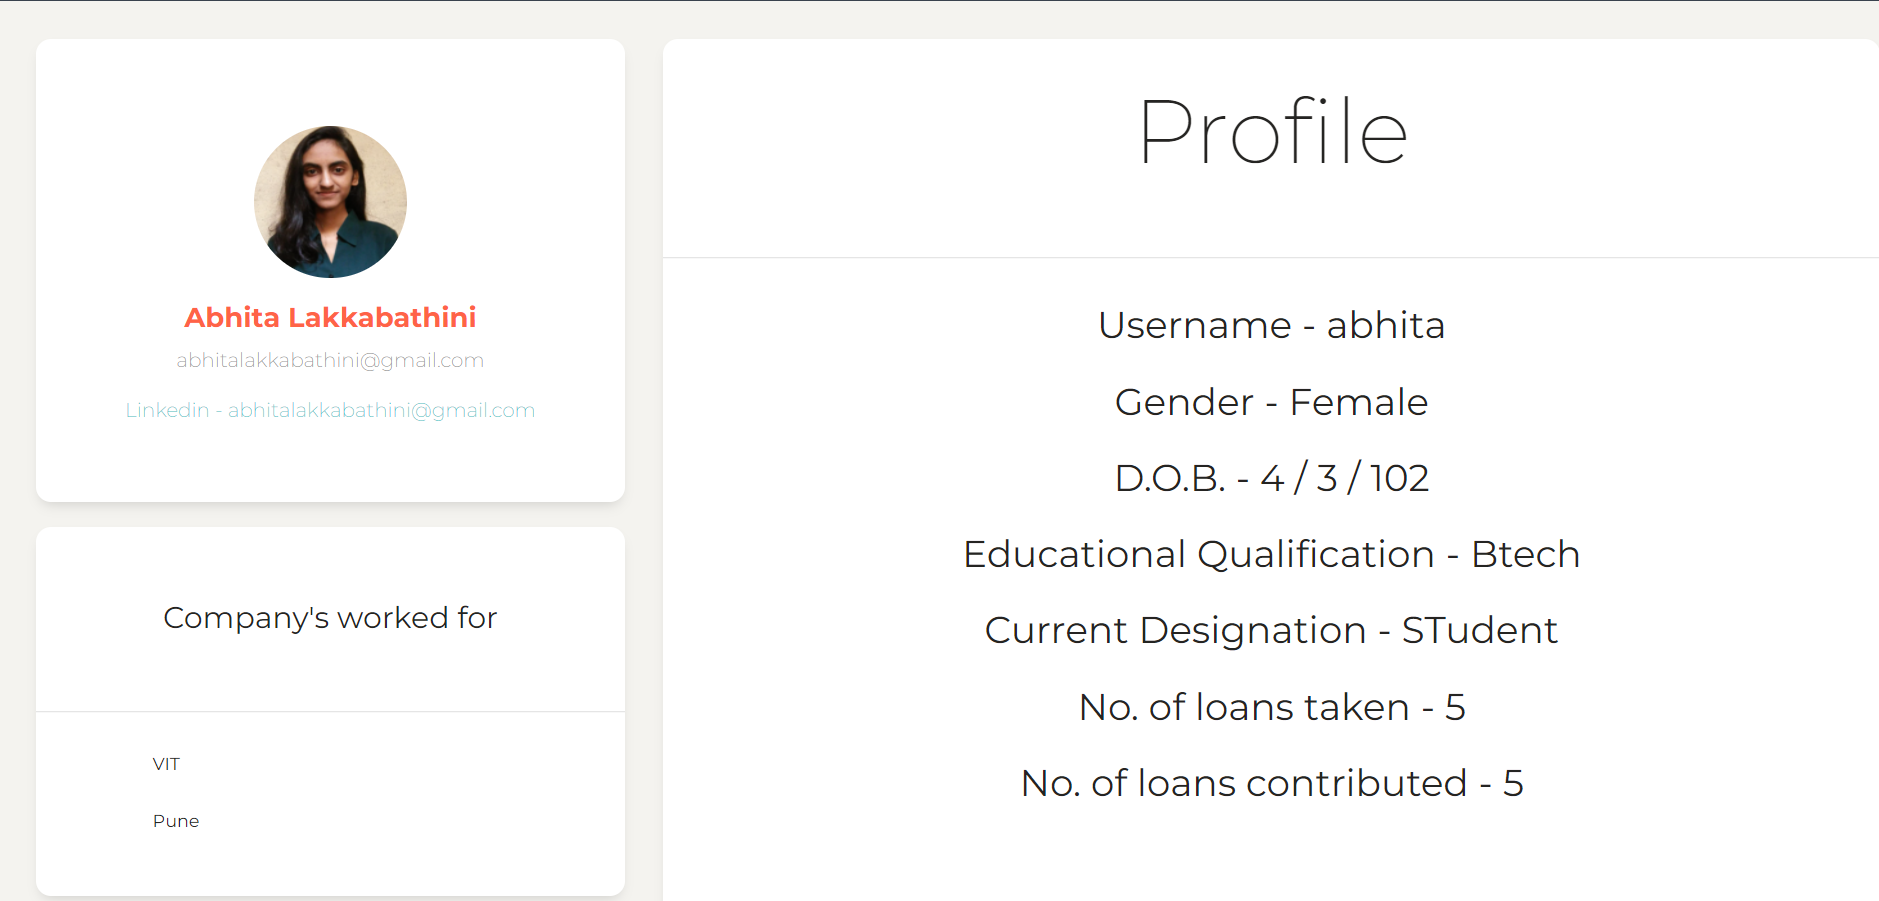 Abhita Lakkabathini
abhitalakkabathini@gmail.com
Linkedin - abhitalakkabathini@gmail.com
Company's worked for
VIT
Pune
Profile
Username - abhita
Gender - Female
D.O.B. - 4 / 3 / 102
Educational Qualification - Btech
Current Designation - STudent
No. of loans taken - 5
No. of loans contributed - 5